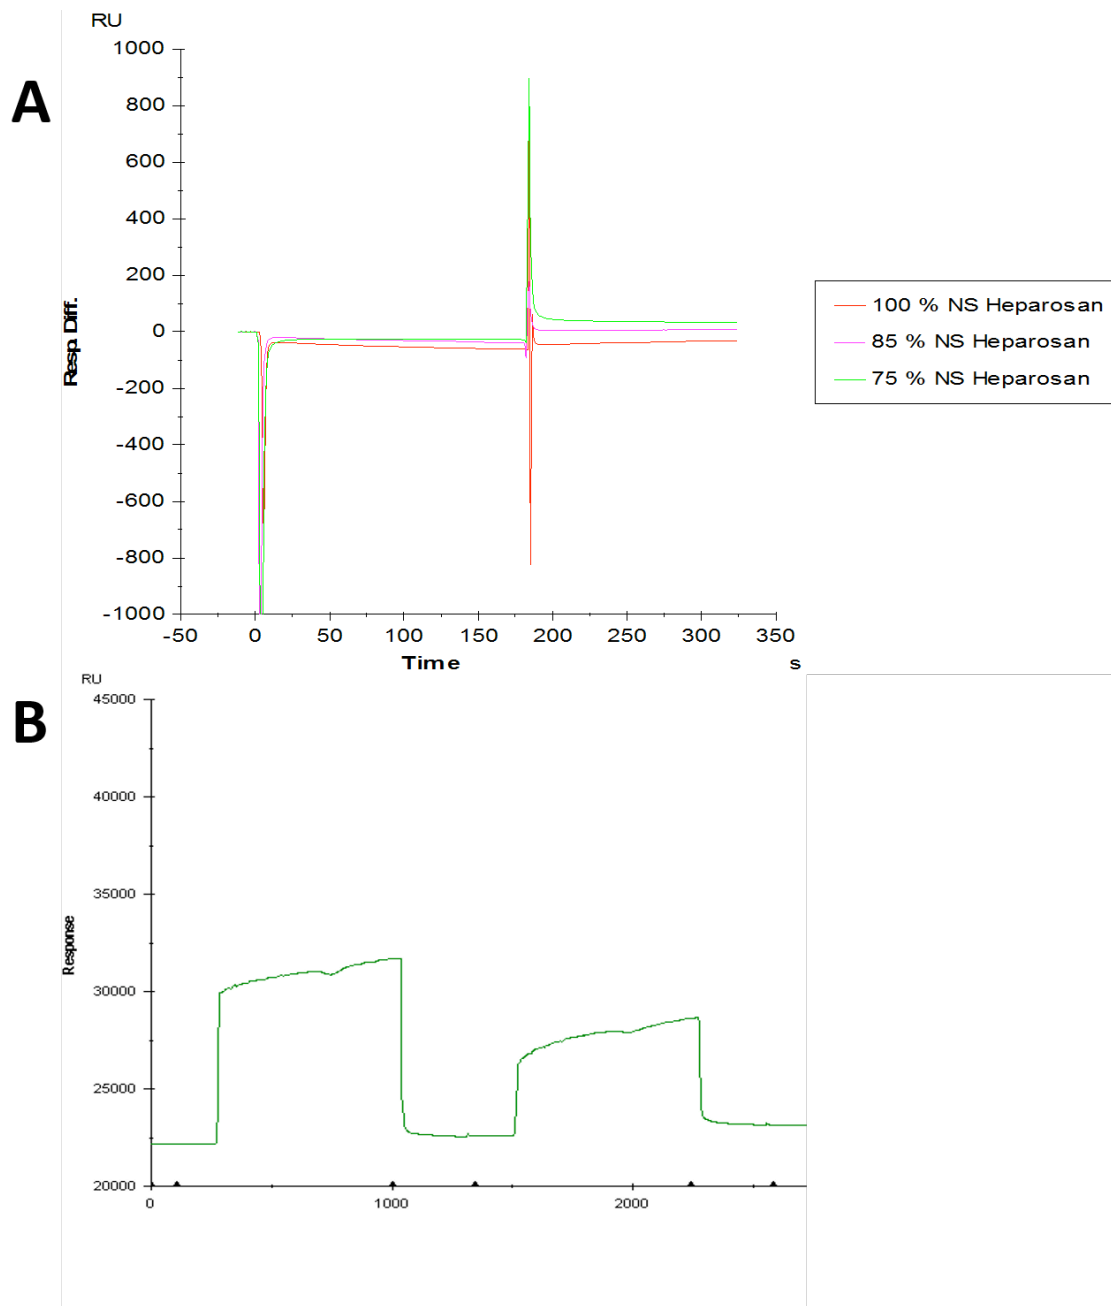 RU
A
1000
800
600
400
200
0
-200
-400
-600
-800
-1000
Resp. Diff.
-50 0 50 100 150 200 250 300 350
Time s
100 % NS Heparosan
85 % NS Heparosan
75 % NS Heparosan
RU
B
45000
40000
35000
30000
25000
20000
Response
0 1000 2000